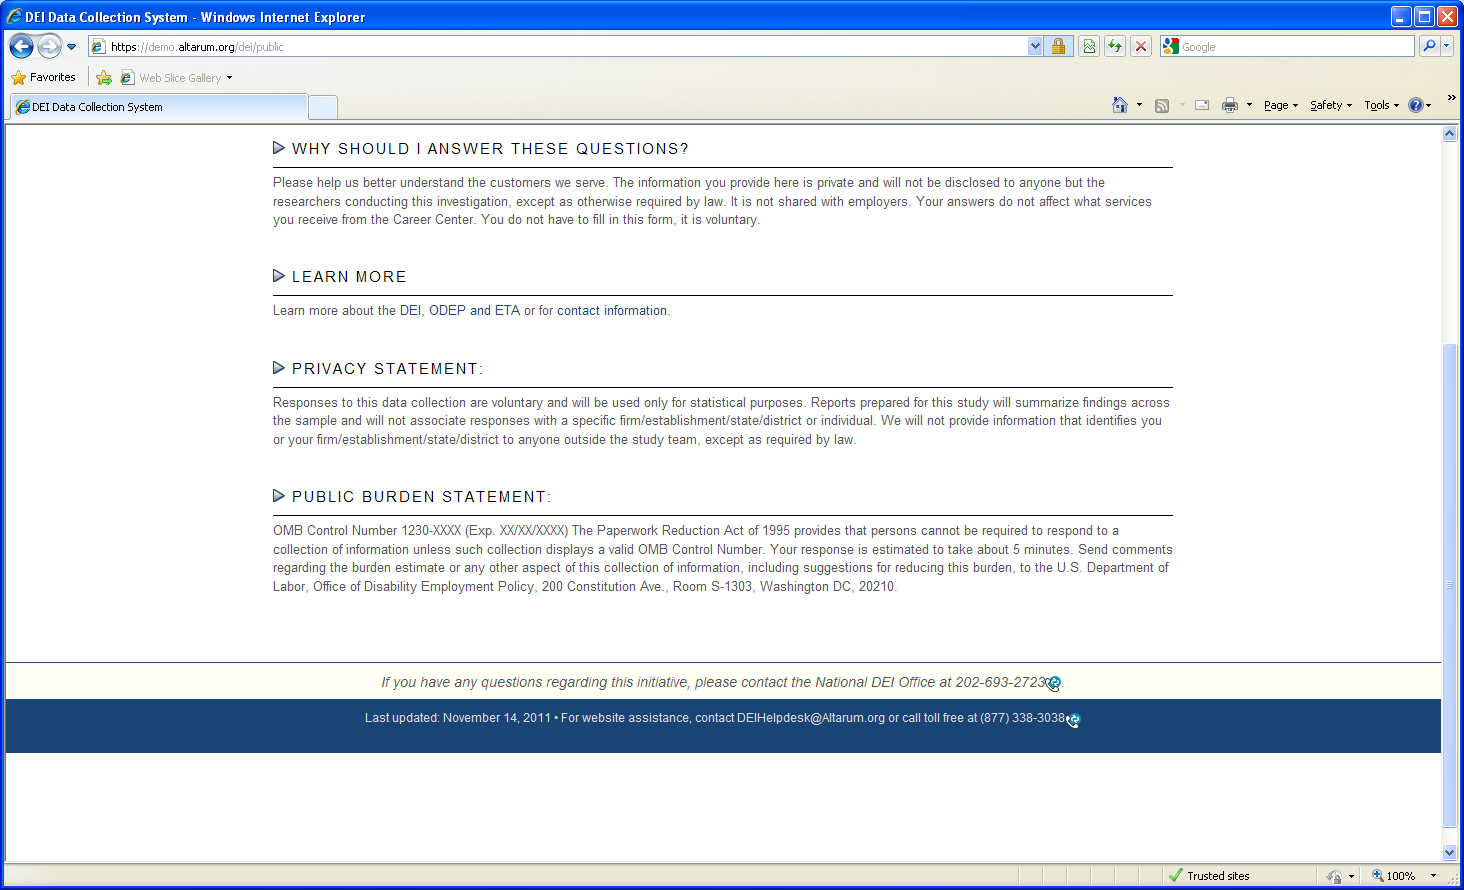 DEI Data Collection System - Windows Internet Explorer
https://demo.altarum.org/dei/public
Google
Favorites
Web Slice Gallery
DEI Data Collection System
Page
Safety
Tools
WHY SHOULD I ANSWER THESE QUESTIONS?
Please help us better understand the customers we serve. The information you provide here is private and will not be disclosed to anyone but the
researchers conducting this investigation, except as otherwise required by law. It is not shared with employers. Your answers do not affect what services
you receive from the Career Center. You do not have to fill in this form, it is voluntary.
LEARN MORE
Learn more about the DEI, ODEP and ETA or for contact information.
PRIVACY STATEMENT:
Responses to this data collection are voluntary and will be used only for statistical purposes. Reports prepared for this study will summarize findings across
the sample and will not associate responses with a specific firm/establishment/state/district or individual. We will not provide information that identifies you
or your firm/establishment/state/district to anyone outside the study team, except as required by law.
PUBLIC BURDEN STATEMENT:
OMB Control Number 1230-XXXX (Exp. XX/XX/XXXX) The Paperwork Reduction Act of 1995 provides that persons cannot be required to respond to a
collection of information unless such collection displays a valid OMB Control Number. Your response is estimated to take about 5 minutes. Send comments
regarding the burden estimate or any other aspect of this collection of information, including suggestions for reducing this burden, to the U.S. Department of
Labor, Office of Disability Employment Policy, 200 Constitution Ave., Room S-1303, Washington DC, 20210.
If you have any questions regarding this initiative, please contact the National DEI Office at 202-693-2723.
Last updated: November 14, 2011 • For website assistance, contact DEIHelpdesk@Altarum.org or call toll free at (877) 338-3038
Trusted sites
100%